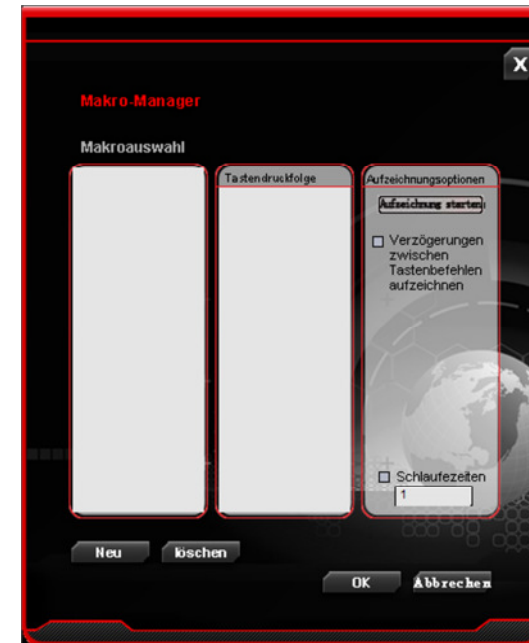 X
Makro-Manager
Makroauswahl
Tastendruckfolge
Aufzeichnungsoptionen
Aufzeichnung starten
Verzögerungen
zwischen
Tastenbefehlen
aufzeichnen
Schlaufezeiten
1
Neu
löschen
OK
Abbrechen